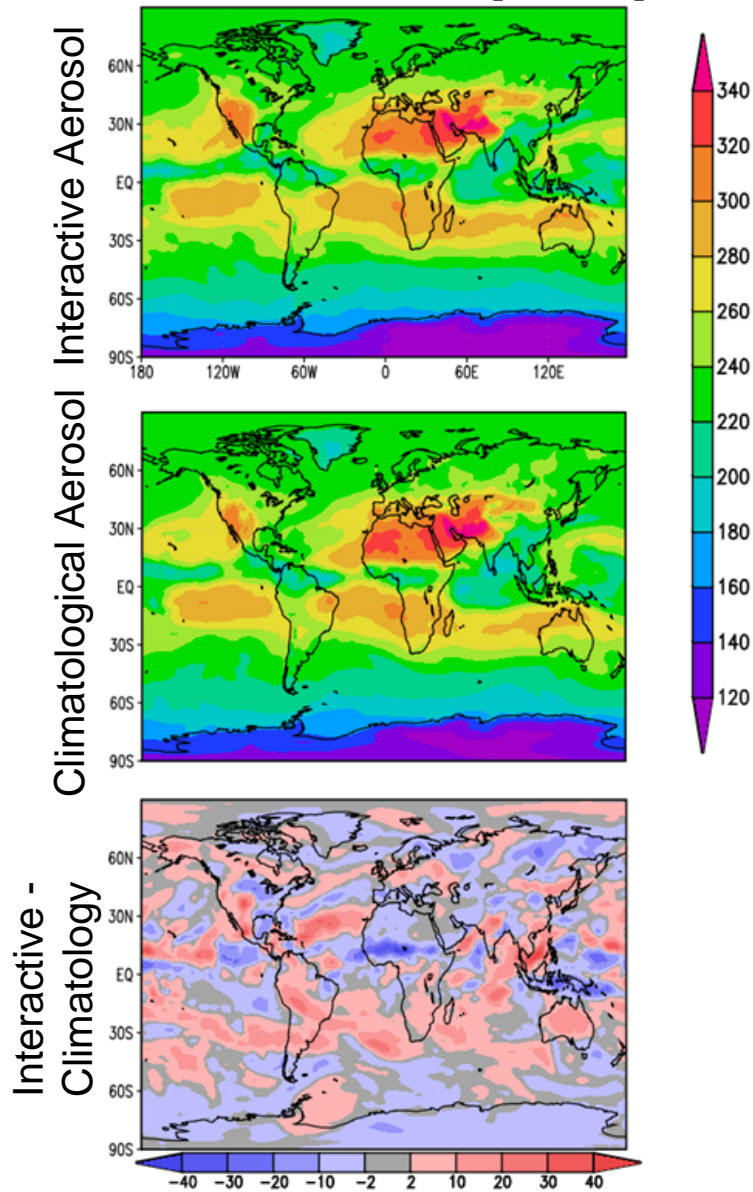 Interactive Aerosol
60N
30N
EQ
30S
60S
90S
180
120W
60W
0
60E
120E
340
320
300
280
260
240
220
200
180
160
140
120
Climatological Aerosol
60N
30N
EQ
30S
60S
90S
Interactive -
Climatology
60N
30N
EQ
30S
60S
90S
-40
-30
-20
-10
-2
2
10
20
30
40